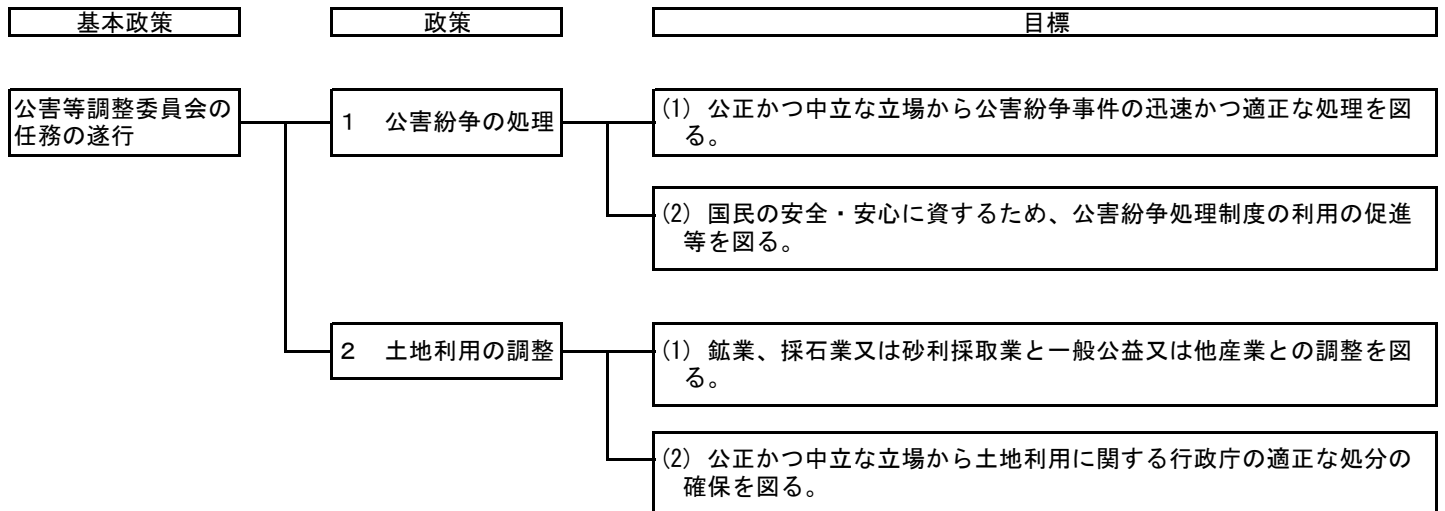 基本政策
政策
目標
公害等調整委員会の
任務の遂行
１　公害紛争の処理
(1) 公正かつ中立な立場から公害紛争事件の迅速かつ適正な処理を図
る。
(2) 国民の安全・安心に資するため、公害紛争処理制度の利用の促進
等を図る。
２　土地利用の調整
(1) 鉱業、採石業又は砂利採取業と一般公益又は他産業との調整を図
る。
(2) 公正かつ中立な立場から土地利用に関する行政庁の適正な処分の
確保を図る。